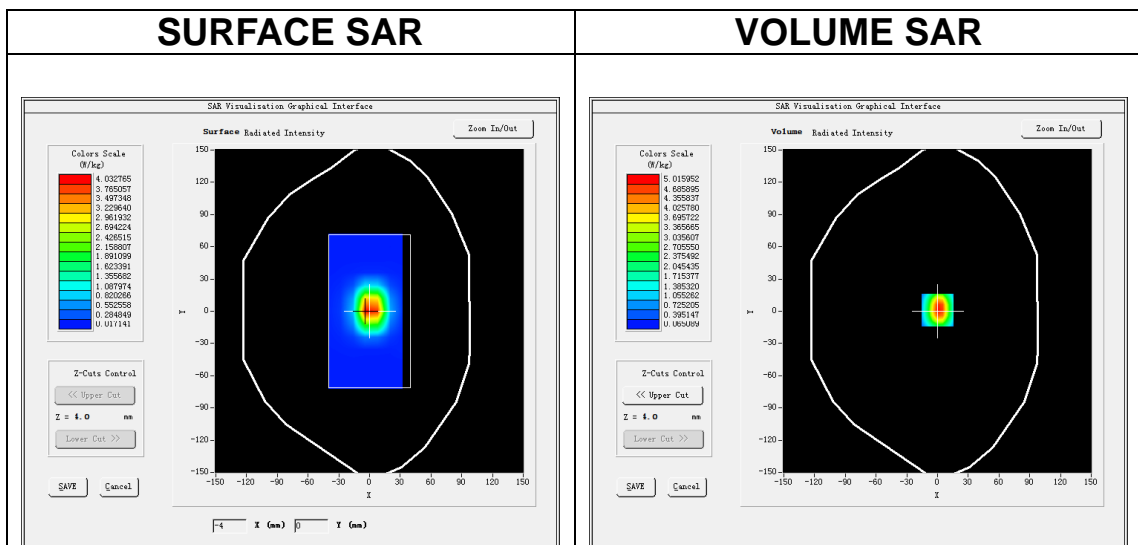 SURFACE SAR
VOLUME SAR
SAR Visualisation Graphical Interface
Surface Radiated Intensity
Zoom In/Out
Colors Scale
(W/kg)
4.032765
3.765057
3.497348
3.229640
2.961932
2.694224
2.426515
2.158807
1.891099
1.623391
1.355682
1.087974
0.820266
0.552558
0.284849
0.017141
Z-Cuts Control
<< Upper Cut
Z = 4.0 mm
Lower Cut >>
SAVE Cancel
150
120
90
60
30
0
-30
-60
-90
-120
-150
Y
-150 -120 -90 -60 -30 0 30 60 90 120 150
X
-4 X (mm) 0 Y (mm)
SAR Visualisation Graphical Interface
Volume Radiated Intensity
Zoom In/Out
Colors Scale
(W/kg)
5.015952
4.685895
4.355837
4.025780
3.695722
3.365665
3.035607
2.705550
2.375492
2.045435
1.715377
1.385320
1.055262
0.725205
0.395147
0.065089
Z-Cuts Control
<< Upper Cut
Z = 4.0 mm
Lower Cut >>
SAVE Cancel
150
120
90
60
30
0
-30
-60
-90
-120
-150
Y
-150 -120 -90 -60 -30 0 30 60 90 120 150
X